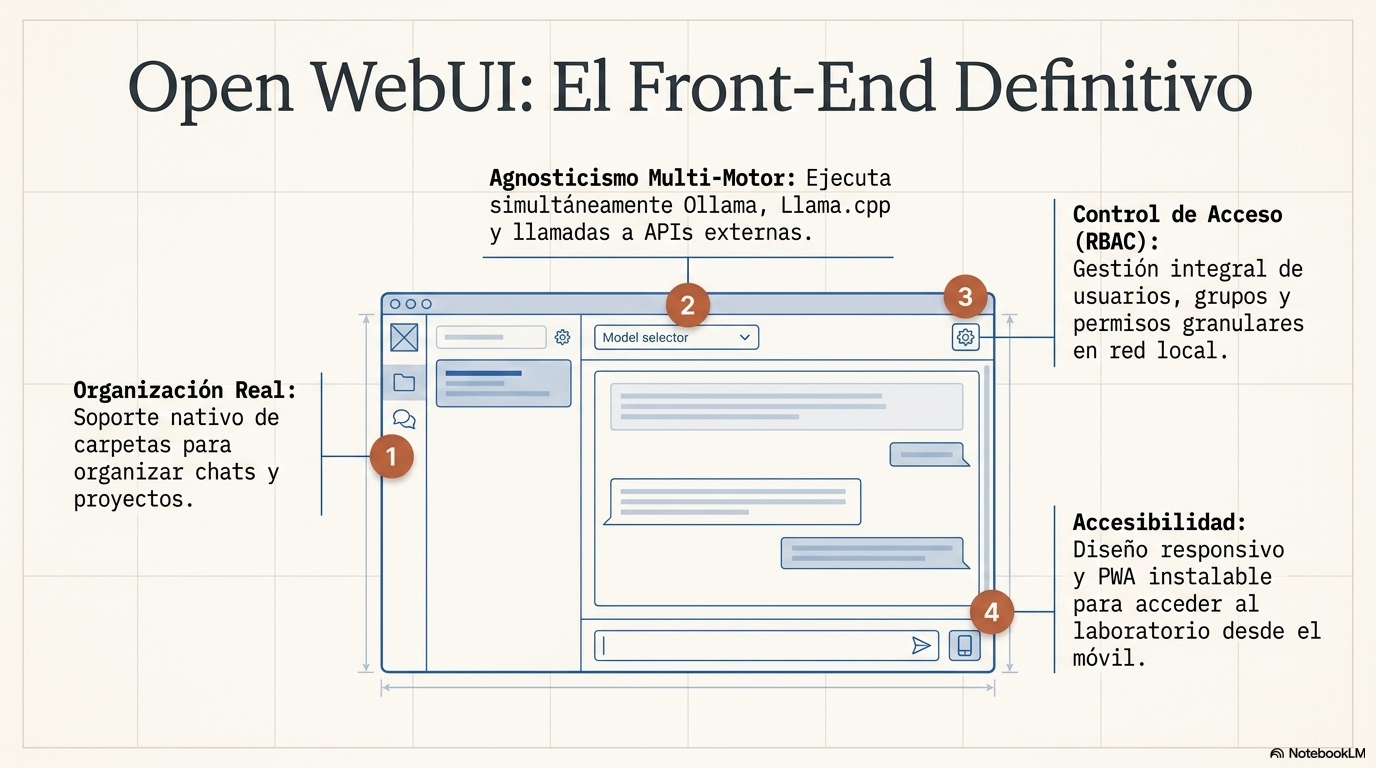 Open WebUI: El Front-End Definitivo
Agnosticismo Multi-Motor: Ejecuta
simultáneamente Ollama, Llama.cpp
y llamadas a APIs externas.
Control de Acceso
(RBAC):
Gestión integral de
usuarios, grupos y
permisos granulares
en red local.
2
3
Model selector
Organización Real:
Soporte nativo de
carpetas para
organizar chats y
proyectos.
1
Accesibilidad:
Diseño responsivo
y PWA instalable
para acceder al
laboratorio desde el
móvil.
4
NotebookLM